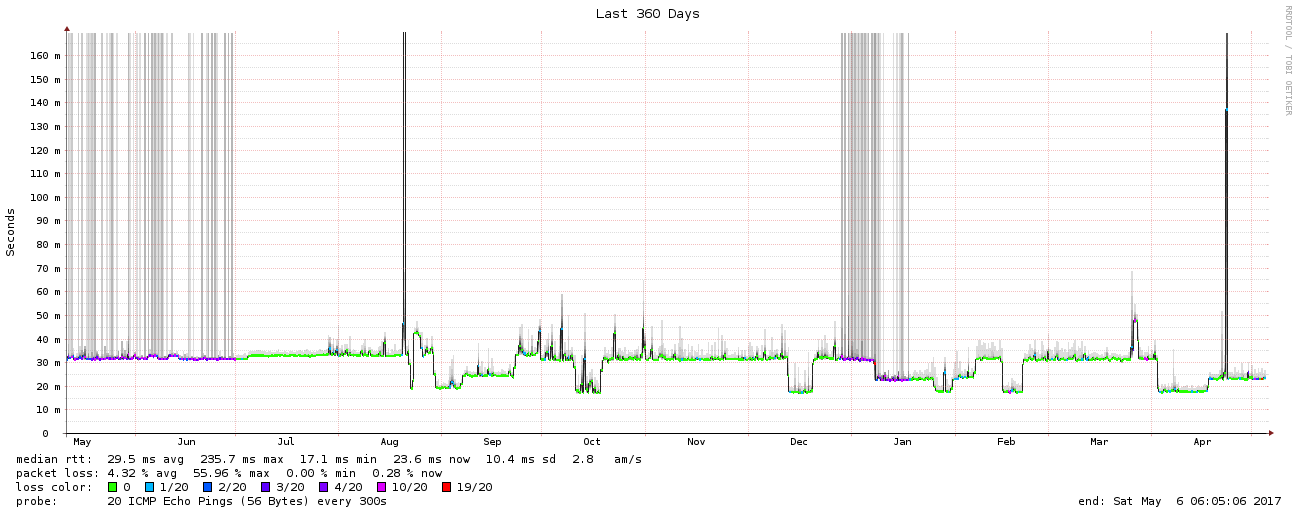 Last 360 Days
RRDTOOL / TOBI OETIKER
Seconds
160 m
150 m
140 m
130 m
120 m
110 m
100 m
90 m
80 m
70 m
60 m
50 m
40 m
30 m
20 m
10 m
0
May Jun Jul Aug Sep Oct Nov Dec Jan Feb Mar Apr
median rtt: 29.5 ms avg 235.7 ms max 17.1 ms min 23.6 ms now 10.4 ms sd 2.8 am/s
packet loss: 4.32 % avg 55.96 % max 0.00 % min 0.28 % now
loss color: 0 1/20 2/20 3/20 4/20 10/20 19/20
probe: 20 ICMP Echo Pings (56 Bytes) every 300s end: Sat May 6 06:05:06 2017